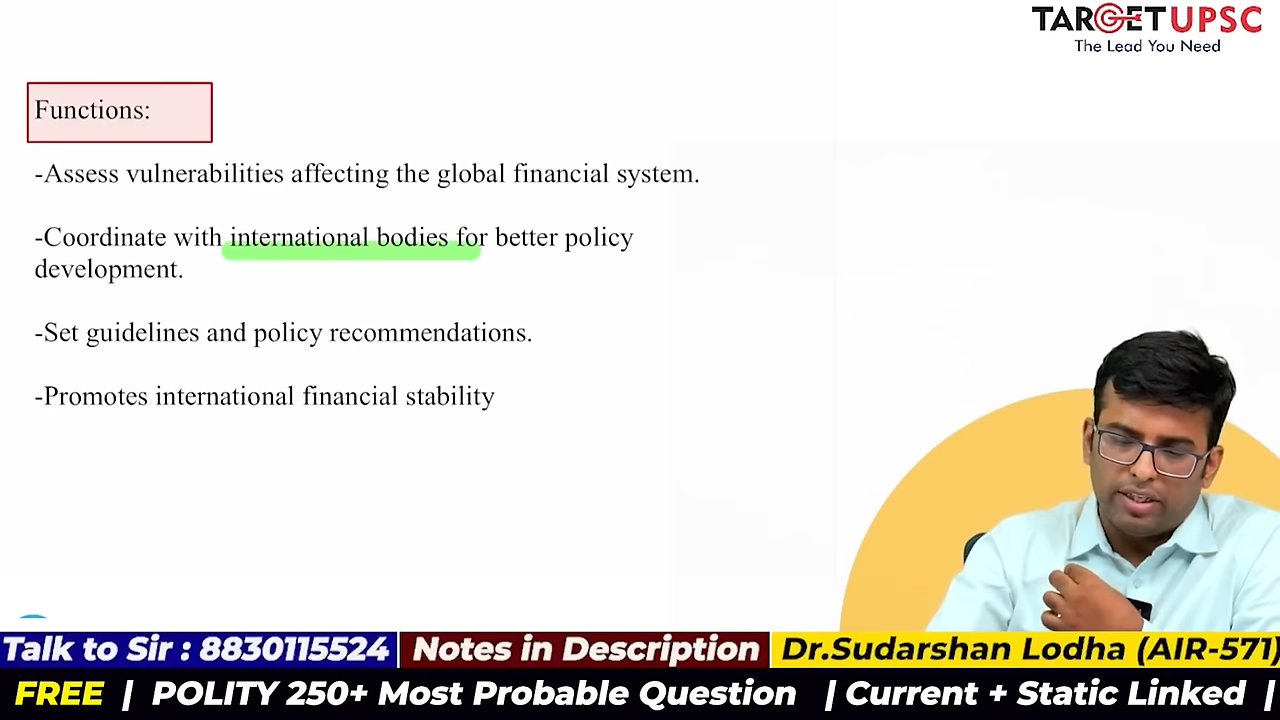 TARGET UPSC
The Lead You Need
Functions:
-Assess vulnerabilities affecting the global financial system.
-Coordinate with international bodies for better policy
development.
-Set guidelines and policy recommendations.
-Promotes international financial stability
Talk to Sir : 8830115524
Notes in Description
Dr.Sudarshan Lodha (AIR-571)
FREE | POLITY 250+ Most Probable Question | Current + Static Linked |